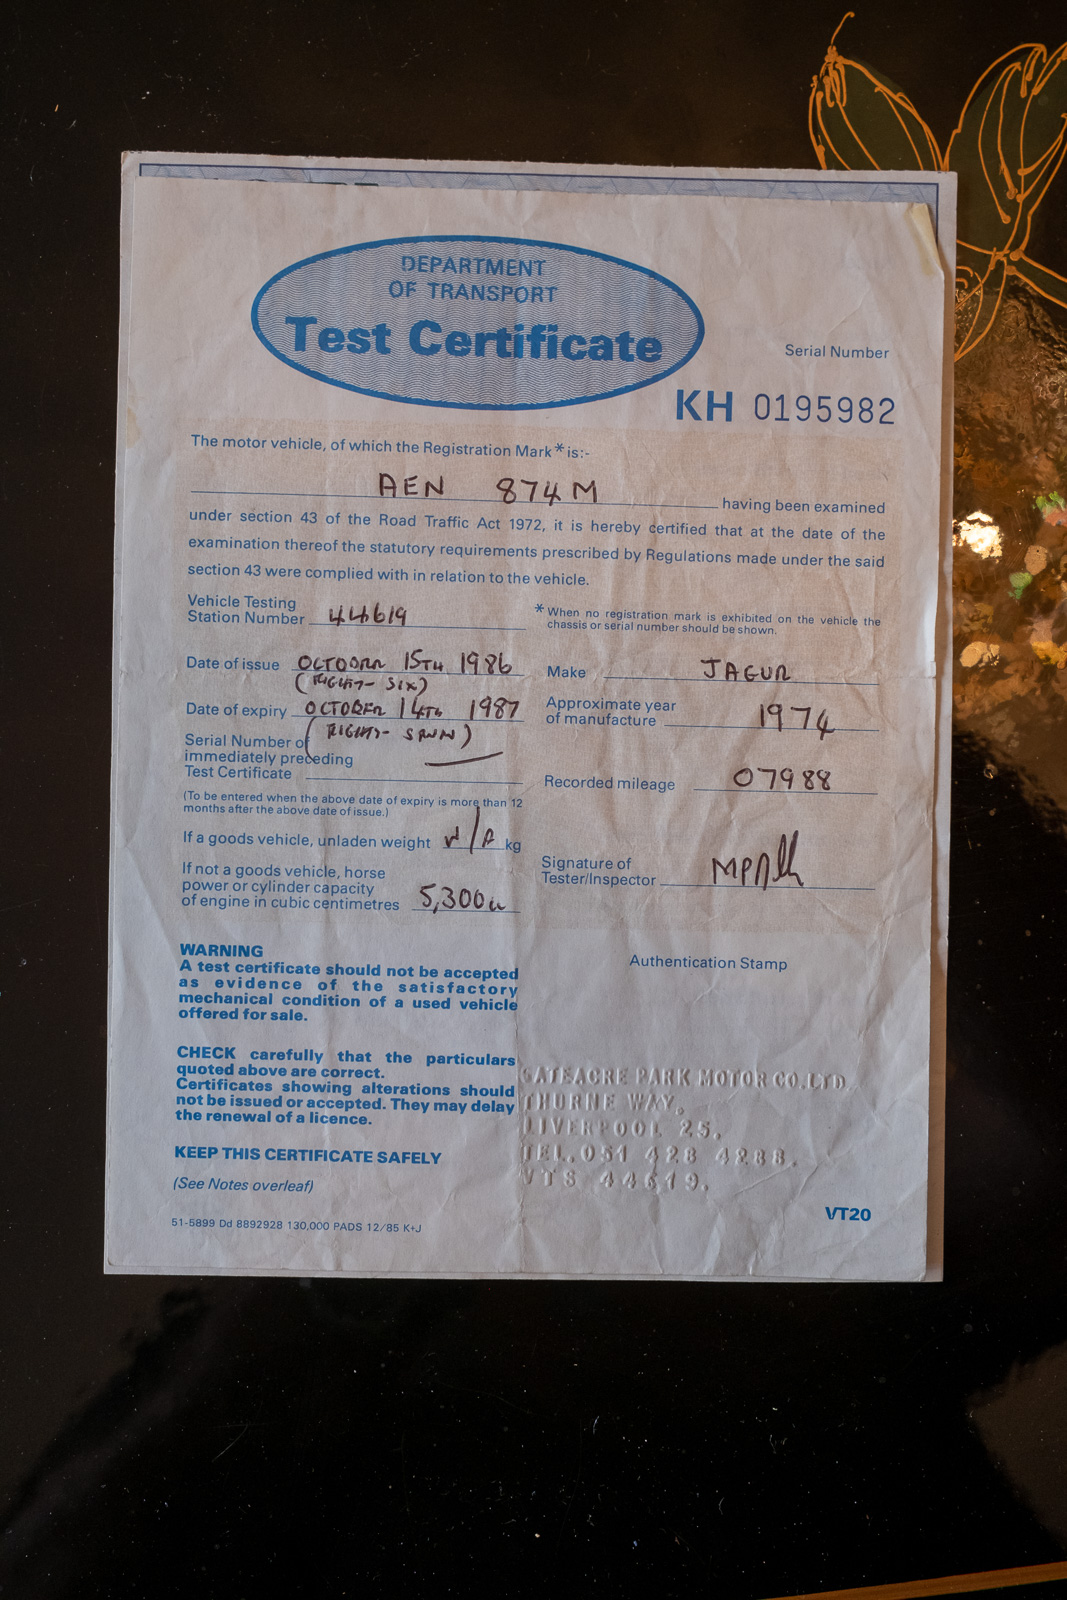 DEPARTMENT
OF TRANSPORT
Test Certificate
Serial Number
KH 0195982
The motor vehicle, of which the Registration Mark * is:-
AEN 874 M having been examined
under section 43 of the Road Traffic Act 1972, it is hereby certified that at the date of the
examination thereof the statutory requirements prescribed by Regulations made under the said
section 43 were complied with in relation to the vehicle.
Vehicle Testing
Station Number 44619
* When no registration mark is exhibited on the vehicle the
chassis or serial number should be shown.
Date of issue OCTOBER 15TH 1986
(EIGHTY-SIX)
Make JAGUR
Date of expiry OCTOBER 14TH 1987
(EIGHTY-SEVEN)
Approximate year
of manufacture 1974
Serial Number of
immediately preceding
Test Certificate
Recorded mileage 07988
(To be entered when the above date of expiry is more than 12
months after the above date of issue.)
If a goods vehicle, unladen weight N/A kg
If not a goods vehicle, horse
power or cylinder capacity
of engine in cubic centimetres 5,300cc
Signature of
Tester/Inspector
WARNING
A test certificate should not be accepted
as evidence of the satisfactory
mechanical condition of a used vehicle
offered for sale.
Authentication Stamp
CHECK carefully that the particulars
quoted above are correct.
Certificates showing alterations should
not be issued or accepted. They may delay
the renewal of a licence.
GATEACRE PARK MOTOR CO. LTD.
THURNE WAY,
LIVERPOOL 25.
TEL. 051 428 4288.
VTS 44619.
KEEP THIS CERTIFICATE SAFELY
(See Notes overleaf)
VT20
51-5899 Dd 8892928 130,000 PADS 12/85 K+J